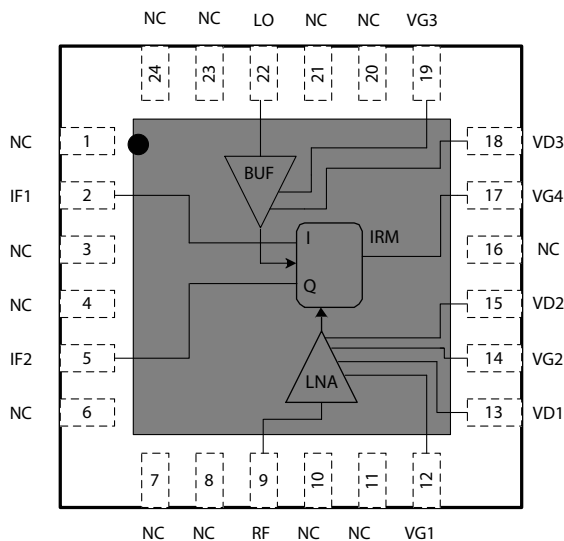 NC NC LO NC NC VG3
24 23 22 21 20 19
NC 1 18 VD3
BUF
IF1 2 17 VG4
I IRM
NC 3 16 NC
Q
NC 4 15 VD2
IF2 5 14 VG2
LNA
NC 6 13 VD1
7 8 9 10 11 12
NC NC RF NC NC VG1